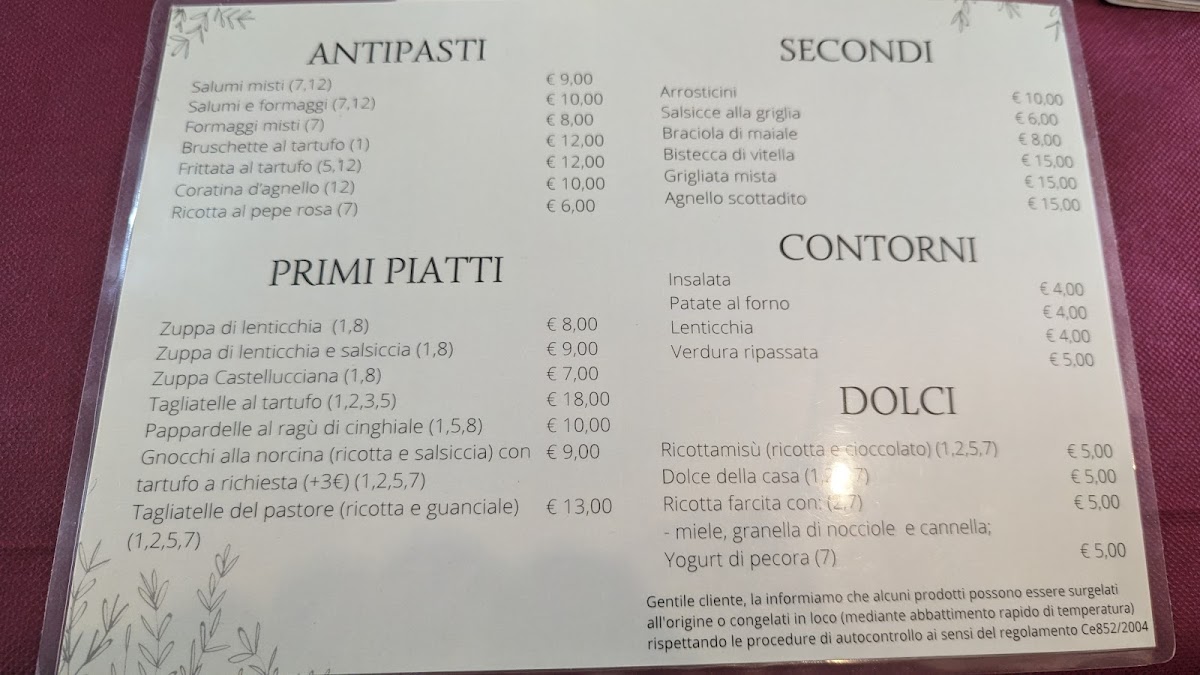 ANTIPASTI
Salumi misti (7,12) € 9,00
Salumi e formaggi (7,12) € 10,00
Formaggi misti (7) € 8,00
Bruschette al tartufo (1) € 12,00
Frittata al tartufo (5,12) € 12,00
Coratina d'agnello (12) € 10,00
Ricotta al pepe rosa (7) € 6,00
PRIMI PIATTI
Zuppa di lenticchia (1,8) € 8,00
Zuppa di lenticchia e salsiccia (1,8) € 9,00
Zuppa Castellucciana (1,8) € 7,00
Tagliatelle al tartufo (1,2,3,5) € 18,00
Pappardelle al ragù di cinghiale (1,5,8) € 10,00
Gnocchi alla norcina (ricotta e salsiccia) con € 9,00
tartufo a richiesta (+3€) (1,2,5,7)
Tagliatelle del pastore (ricotta e guanciale) € 13,00
(1,2,5,7)
SECONDI
Arrosticini € 10,00
Salsicce alla griglia € 6,00
Braciola di maiale € 8,00
Bistecca di vitella € 15,00
Grigliata mista € 15,00
Agnello scottadito € 15,00
CONTORNI
Insalata € 4,00
Patate al forno € 4,00
Lenticchia € 4,00
Verdura ripassata € 5,00
DOLCI
Ricottamisù (ricotta e cioccolato) (1,2,5,7) € 5,00
Dolce della casa € 5,00
Ricotta farcita con: (2,7) € 5,00
- miele, granella di nocciole e cannella;
Yogurt di pecora (7) € 5,00
Gentile cliente, la informiamo che alcuni prodotti possono essere surgelati
all'origine o congelati in loco (mediante abbattimento rapido di temperatura)
rispettando le procedure di autocontrollo ai sensi del regolamento Ce852/2004